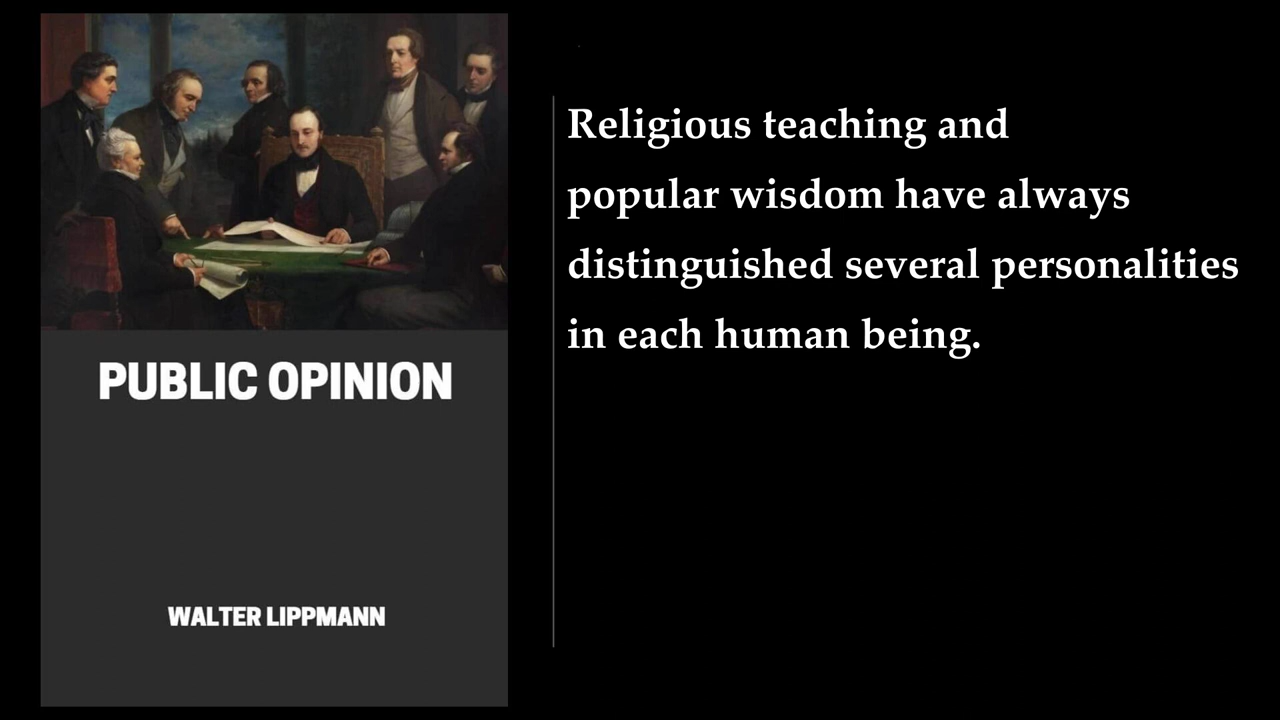 PUBLIC OPINION
WALTER LIPPMANN
Religious teaching and
popular wisdom have always
distinguished several personalities
in each human being.